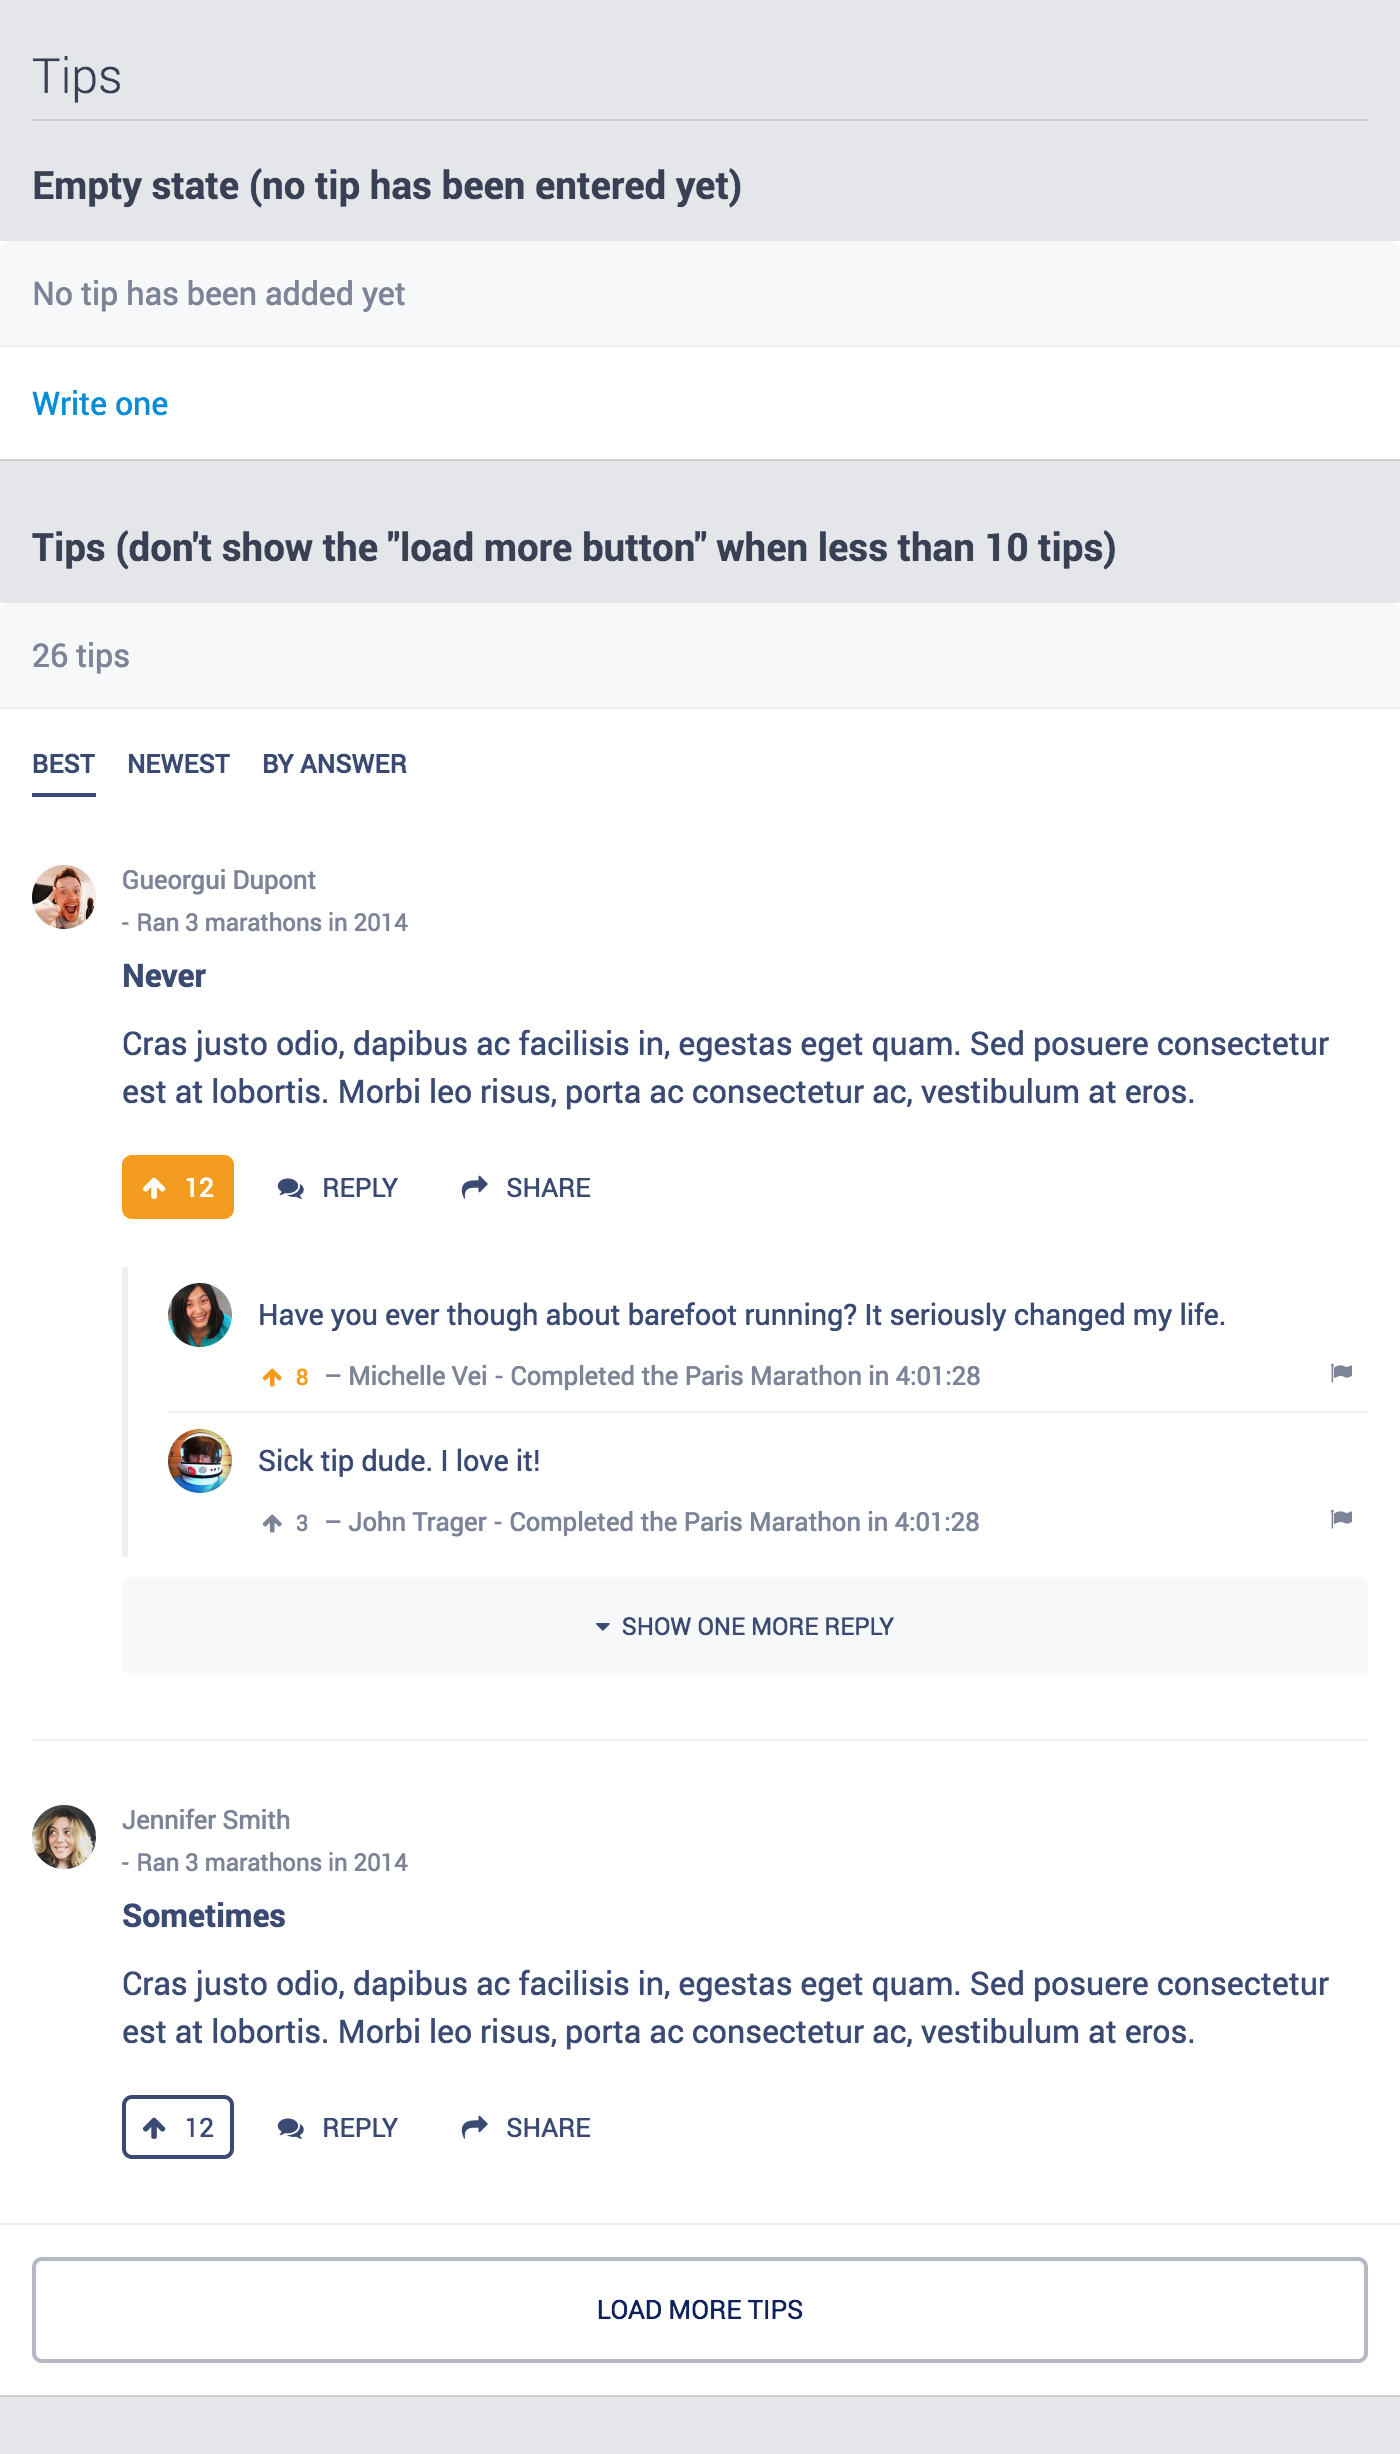 Tips
Empty state (no tip has been entered yet)
No tip has been added yet
Write one
Tips (don't show the "load more button" when less than 10 tips)
26 tips
BEST NEWEST BY ANSWER
Gueorgui Dupont
- Ran 3 marathons in 2014
Never
Cras justo odio, dapibus ac facilisis in, egestas eget quam. Sed posuere consectetur
est at lobortis. Morbi leo risus, porta ac consectetur ac, vestibulum at eros.
12 REPLY SHARE
Have you ever though about barefoot running? It seriously changed my life.
8 – Michelle Vei - Completed the Paris Marathon in 4:01:28
Sick tip dude. I love it!
3 – John Trager - Completed the Paris Marathon in 4:01:28
SHOW ONE MORE REPLY
Jennifer Smith
- Ran 3 marathons in 2014
Sometimes
Cras justo odio, dapibus ac facilisis in, egestas eget quam. Sed posuere consectetur
est at lobortis. Morbi leo risus, porta ac consectetur ac, vestibulum at eros.
12 REPLY SHARE
LOAD MORE TIPS